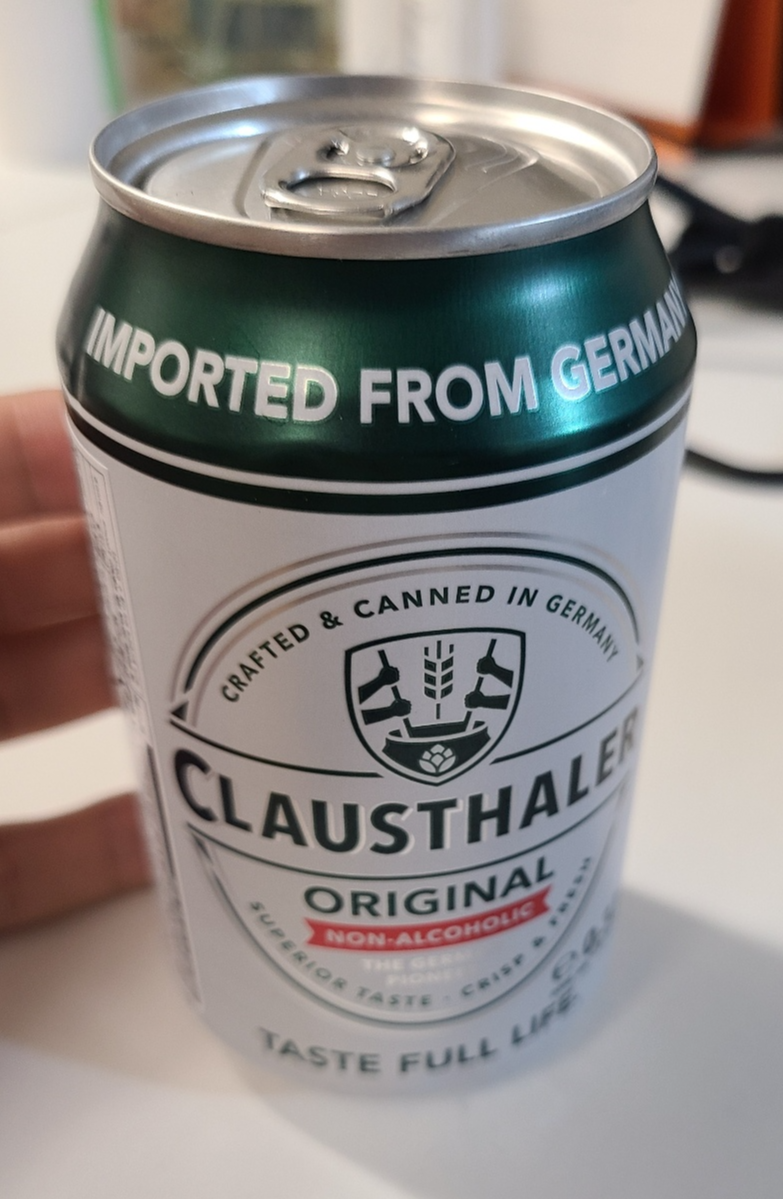 IMPORTED FROM GERMANY
CRAFTED & CANNED IN GERMANY
CLAUSTHALER
ORIGINAL
NON-ALCOHOLIC
SUPERIOR TASTE · CRISP & FRESH
TASTE FULL LIFE.